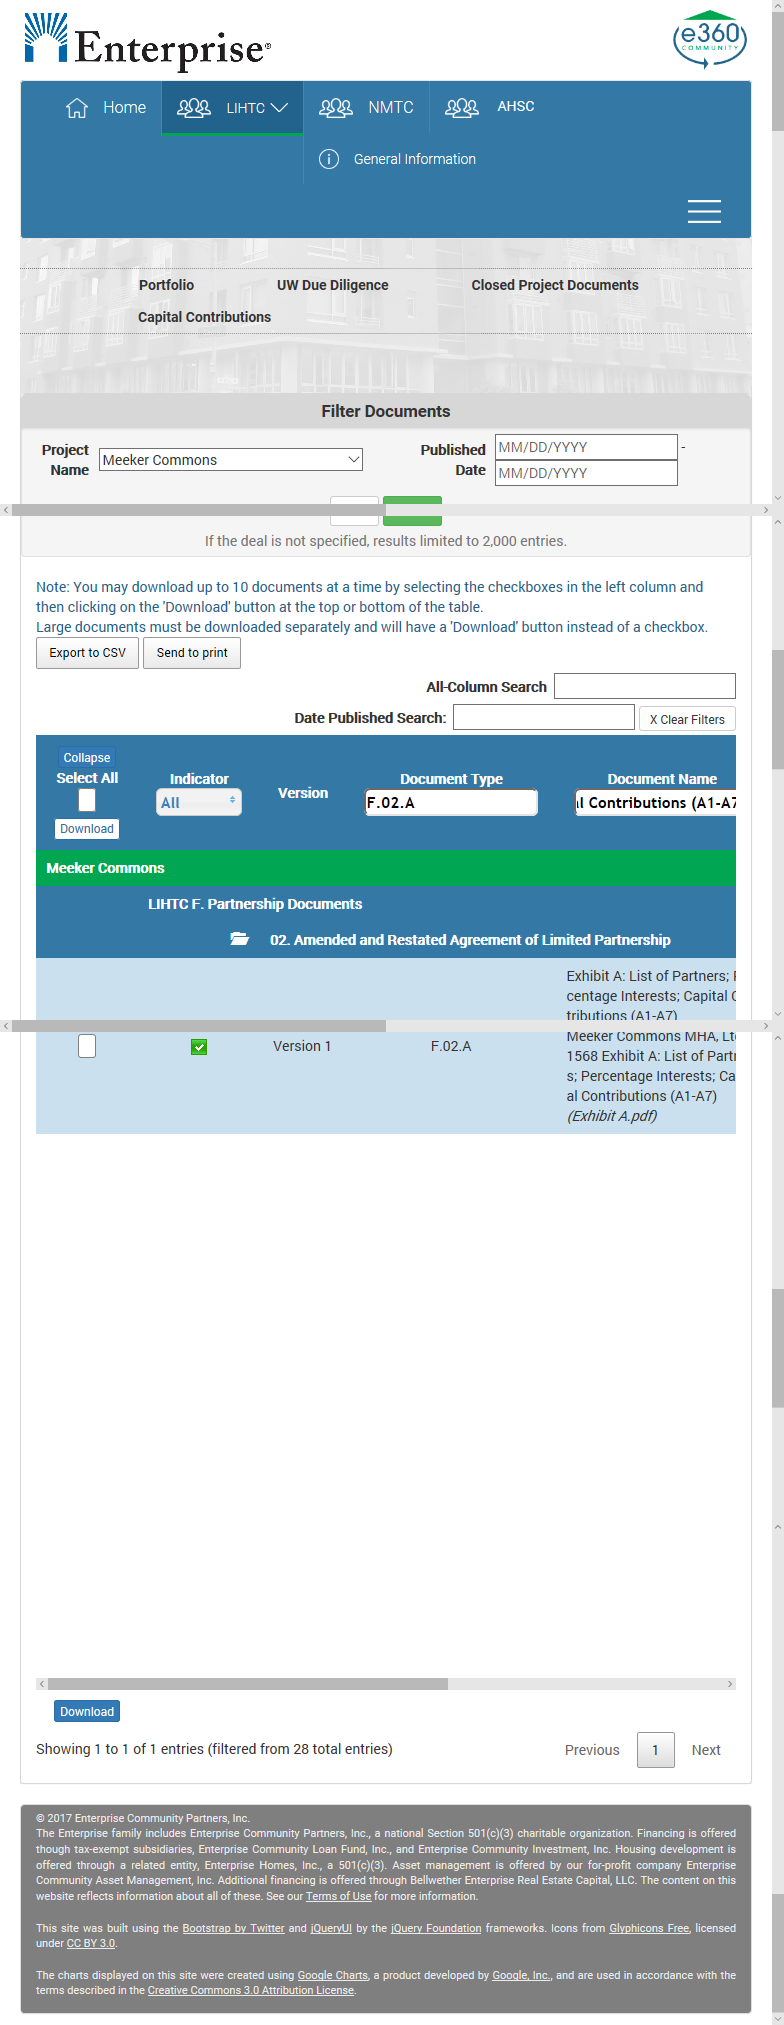 Enterprise®
e360
COMMUNITY
Home
LIHTC
NMTC
AHSC
General Information
Portfolio
UW Due Diligence
Closed Project Documents
Capital Contributions
Filter Documents
Project Name
Meeker Commons
Published Date
MM/DD/YYYY -
MM/DD/YYYY
If the deal is not specified, results limited to 2,000 entries.
Note: You may download up to 10 documents at a time by selecting the checkboxes in the left column and
then clicking on the 'Download' button at the top or bottom of the table.
Large documents must be downloaded separately and will have a 'Download' button instead of a checkbox.
Export to CSV
Send to print
All-Column Search
Date Published Search:
X Clear Filters
Collapse
Select All
Download
Indicator
All
Version
Document Type
F.02.A
Document Name
l Contributions (A1-A7
Meeker Commons
LIHTC F. Partnership Documents
02. Amended and Restated Agreement of Limited Partnership
Version 1
F.02.A
Exhibit A: List of Partners;
centage Interests; Capital
tributions (A1-A7)
Meeker Commons MHA, Lt
1568 Exhibit A: List of Part
s; Percentage Interests; Ca
al Contributions (A1-A7)
(Exhibit A.pdf)
Download
Showing 1 to 1 of 1 entries (filtered from 28 total entries)
Previous
1
Next
© 2017 Enterprise Community Partners, Inc.
The Enterprise family includes Enterprise Community Partners, Inc., a national Section 501(c)(3) charitable organization. Financing is offered
though tax-exempt subsidiaries, Enterprise Community Loan Fund, Inc., and Enterprise Community Investment, Inc. Housing development is
offered through a related entity, Enterprise Homes, Inc., a 501(c)(3). Asset management is offered by our for-profit company Enterprise
Community Asset Management, Inc. Additional financing is offered through Bellwether Enterprise Real Estate Capital, LLC. The content on this
website reflects information about all of these. See our Terms of Use for more information.
This site was built using the Bootstrap by Twitter and jQueryUI by the jQuery Foundation frameworks. Icons from Glyphicons Free, licensed
under CC BY 3.0.
The charts displayed on this site were created using Google Charts, a product developed by Google, Inc., and are used in accordance with the
terms described in the Creative Commons 3.0 Attribution License.